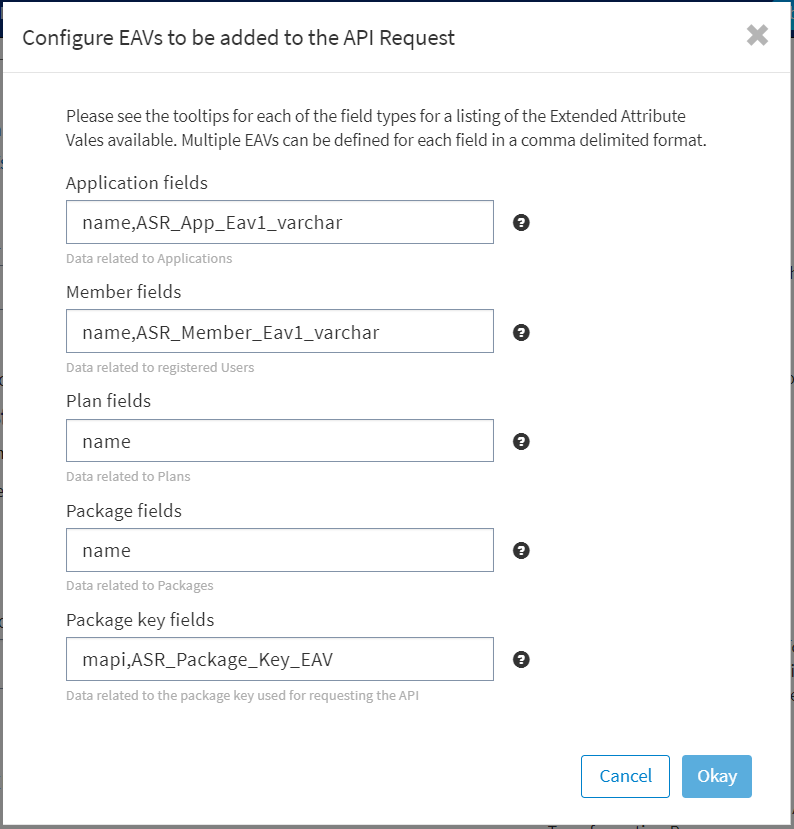 Configure EAVs to be added to the API Request
Please see the tooltips for each of the field types for a listing of the Extended Attribute
Vales available. Multiple EAVs can be defined for each field in a comma delimited format.
Application fields
name,ASR_App_Eav1_varchar
Data related to Applications
Member fields
name,ASR_Member_Eav1_varchar
Data related to registered Users
Plan fields
name
Data related to Plans
Package fields
name
Data related to Packages
Package key fields
mapi,ASR_Package_Key_EAV
Data related to the package key used for requesting the API
Cancel
Okay